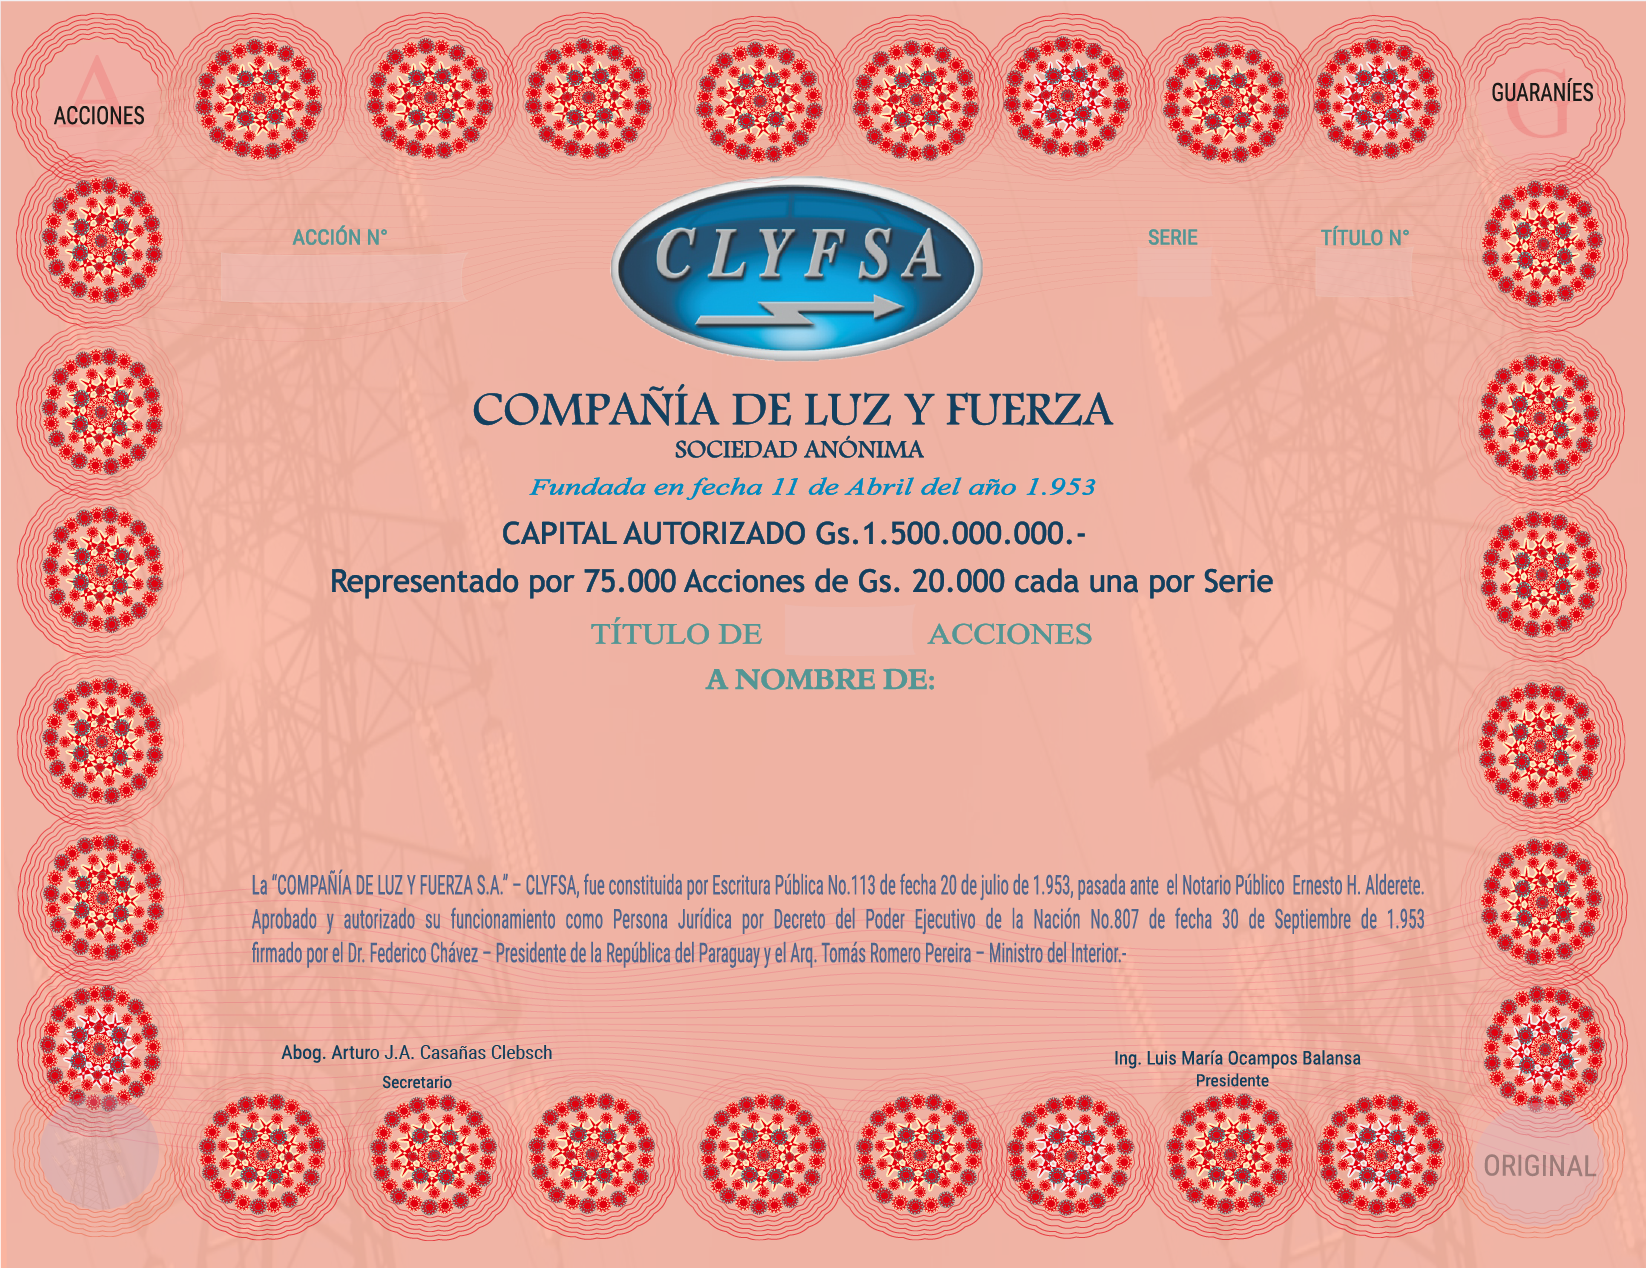 A
ACCIONES
G
GUARANÍES
ACCIÓN N°
CLYFSA
SERIE
TÍTULO N°
COMPAÑÍA DE LUZ Y FUERZA
SOCIEDAD ANÓNIMA
Fundada en fecha 11 de Abril del año 1.953
CAPITAL AUTORIZADO Gs.1.500.000.000.-
Representado por 75.000 Acciones de Gs. 20.000 cada una por Serie
TÍTULO DE ACCIONES
A NOMBRE DE:
La “COMPAÑÍA DE LUZ Y FUERZA S.A.” – CLYFSA, fue constituida por Escritura Pública No.113 de fecha 20 de julio de 1.953, pasada ante el Notario Público Ernesto H. Alderete.
Aprobado y autorizado su funcionamiento como Persona Jurídica por Decreto del Poder Ejecutivo de la Nación No.807 de fecha 30 de Septiembre de 1.953
firmado por el Dr. Federico Chávez – Presidente de la República del Paraguay y el Arq. Tomás Romero Pereira – Ministro del Interior.-
Abog. Arturo J.A. Casañas Clebsch
Secretario
Ing. Luis María Ocampos Balansa
Presidente
ORIGINAL